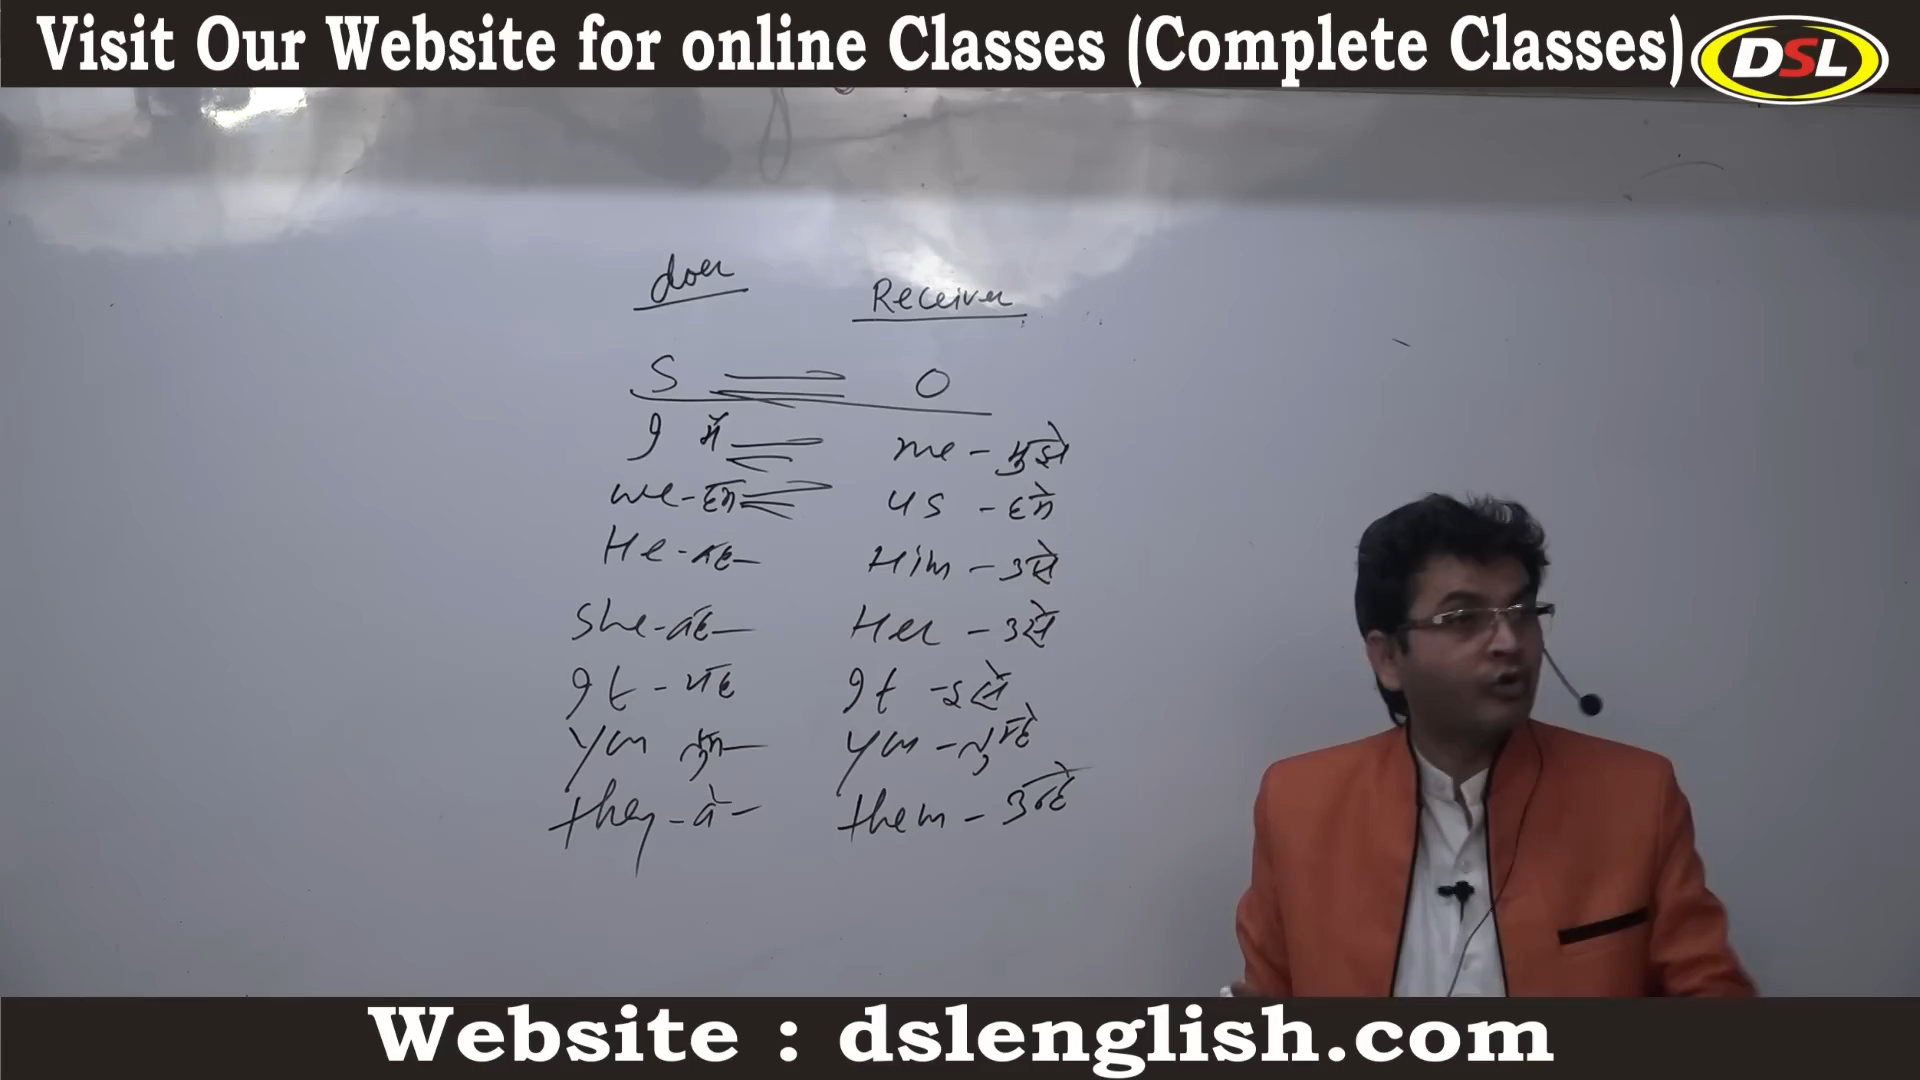 Visit Our Website for online Classes (Complete Classes) DSL
doer Receiver
S O
I मैं me - मुझे
we - हम us - हमें
He - वह Him - उसे
She - वह Her - उसे
It - यह It - इसे
You तुम You - तुम्हें
they - वे them - उन्हें
Website : dslenglish.com